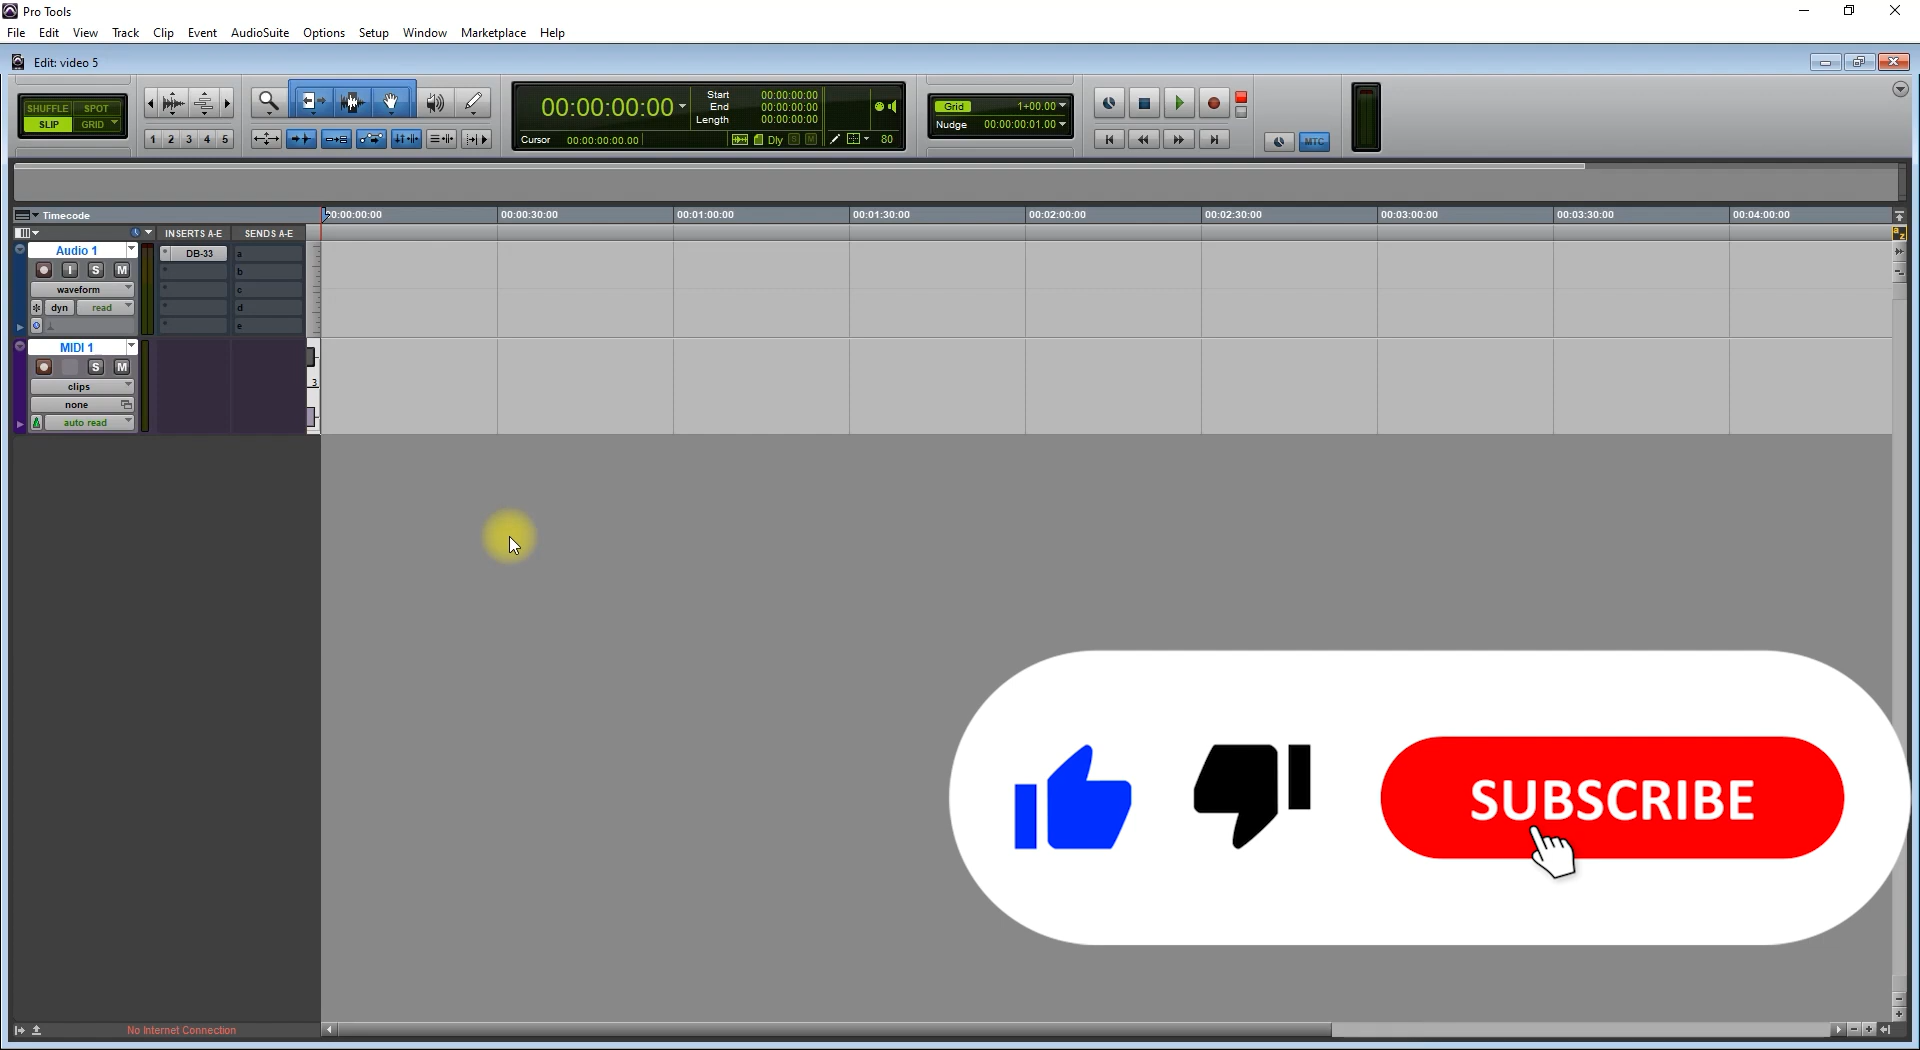 Pro Tools
File Edit View Track Clip Event AudioSuite Options Setup Window Marketplace Help
Edit: video 5
SHUFFLE SPOT
SLIP GRID
1 2 3 4 5
00:00:00:00
Start 00:00:00:00
End 00:00:00:00
Length 00:00:00:00
Cursor 00:00:00:00.00
Dly S M 80
Grid 1+00.00
Nudge 00:00:00:01.00
MTC
Timecode
00:00:00:00 00:00:30:00 00:01:00:00 00:01:30:00 00:02:00:00 00:02:30:00 00:03:00:00 00:03:30:00 00:04:00:00
INSERTS A-E SENDS A-E
a z
Audio 1
DB-33
a
I S M
b
waveform
c
dyn read
d
e
MIDI 1
S M
clips
3
none
auto read
SUBSCRIBE
No Internet Connection